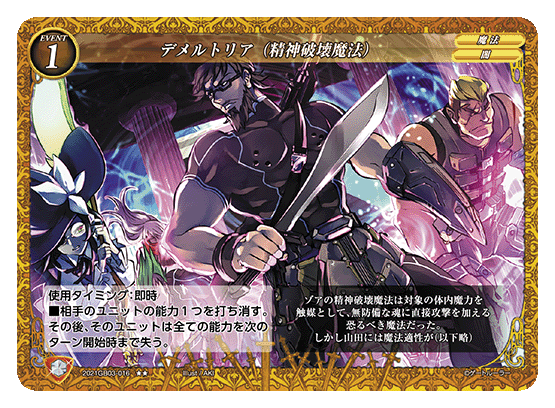 EVENT
1
デメルトリア（精神破壊魔法）
魔法
闇
使用タイミング：即時
■相手のユニットの能力１つを打ち消す。
その後、そのユニットは全ての能力を次の
ターン開始時まで失う。
ゾアの精神破壊魔法は対象の体内魔力を
触媒として、無防備な魂に直接攻撃を加える
恐るべき魔法だった。
しかし山田には魔法適性が（以下略）
2021GB03-016 ★★ Illust / AKI ©ゲートルーラー